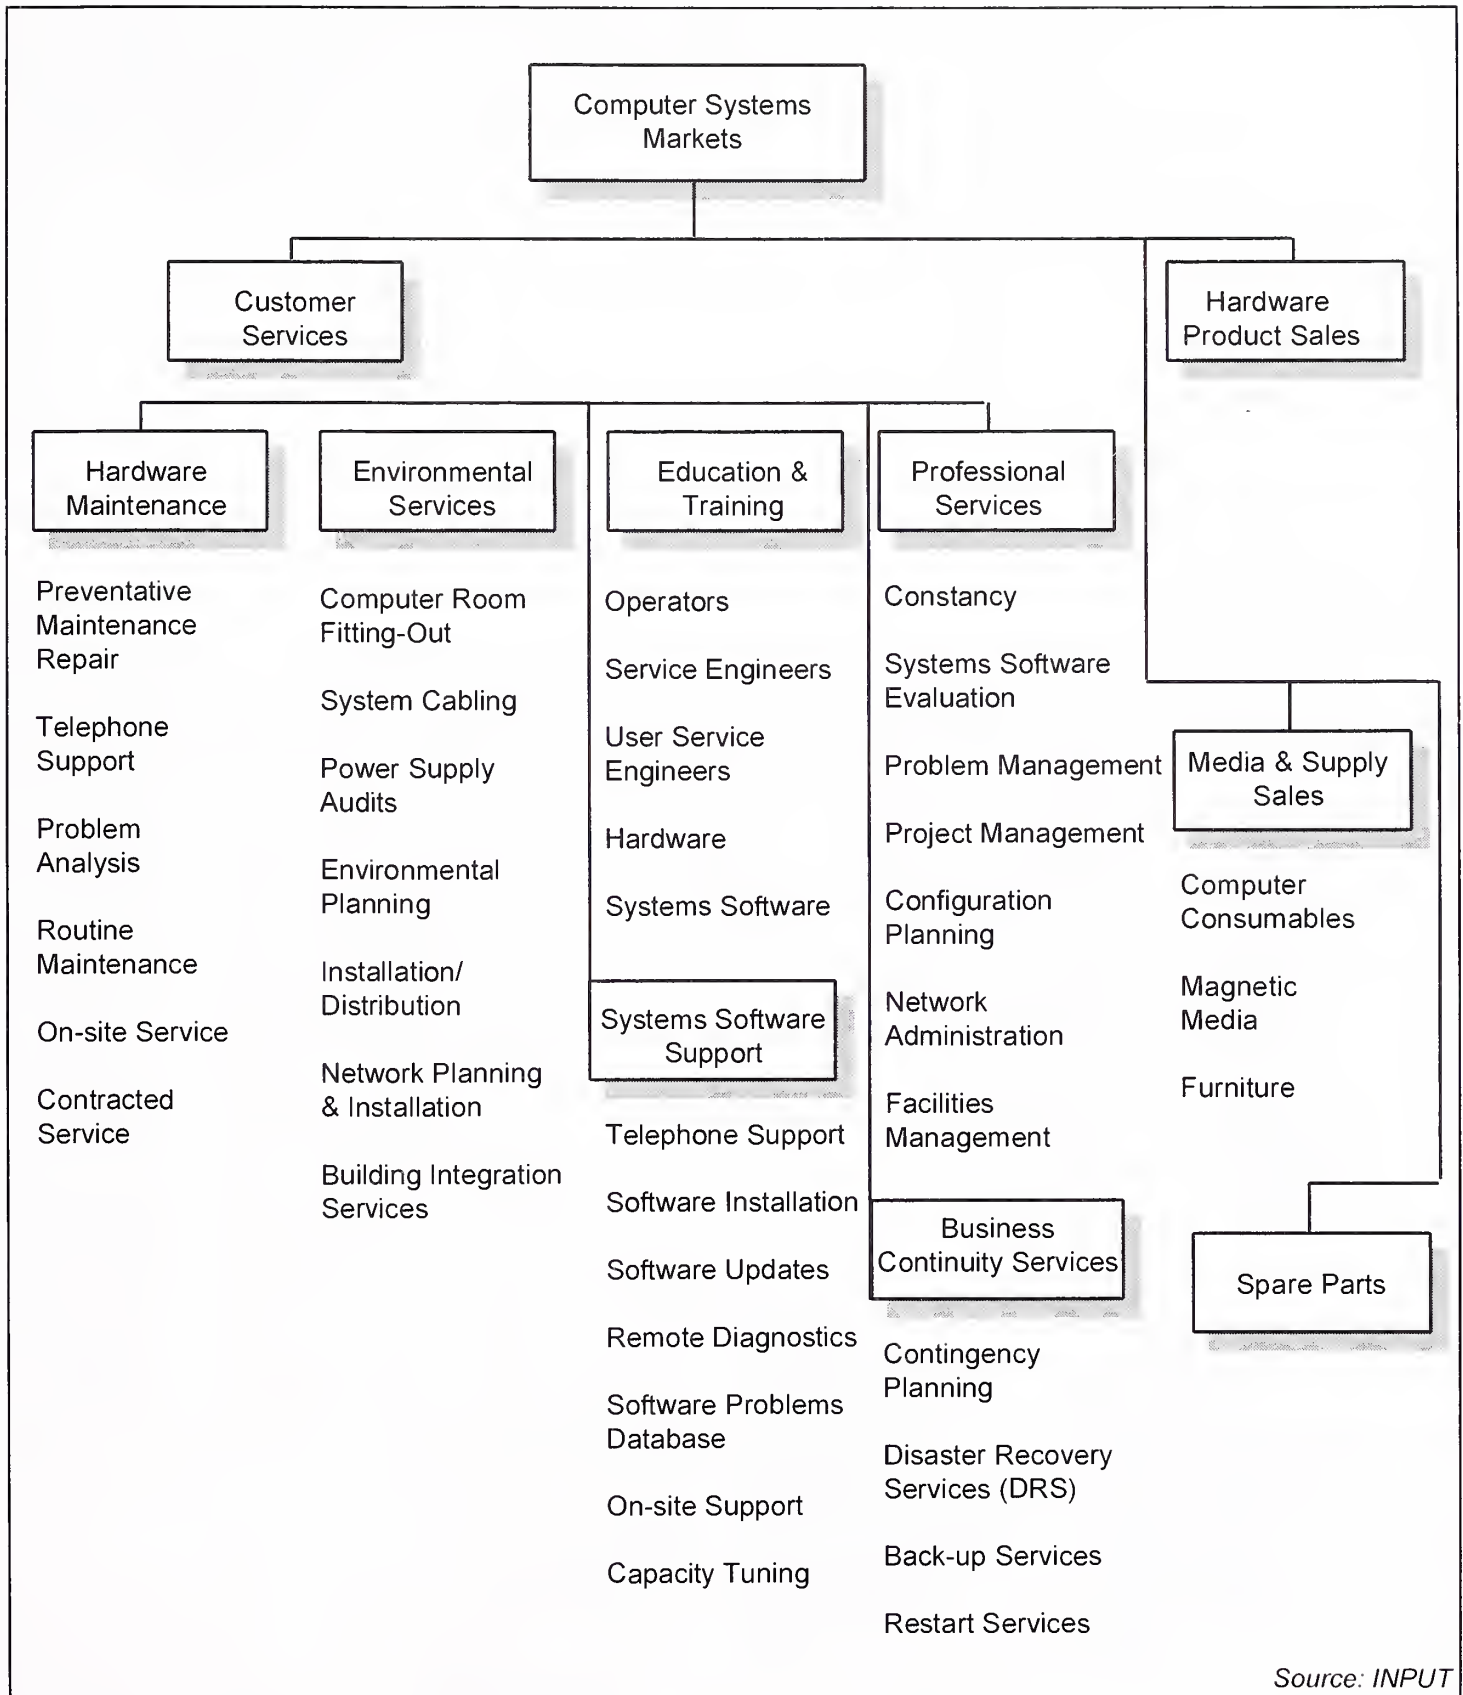 Computer Systems
Markets
Customer
Services
Hardware
Product Sales
Hardware
Maintenance
Preventative
Maintenance
Repair
Telephone
Support
Problem
Analysis
Routine
Maintenance
On-site Service
Contracted
Service
Environmental
Services
Computer Room
Fitting-Out
System Cabling
Power Supply
Audits
Environmental
Planning
Installation/
Distribution
Network Planning
& Installation
Building Integration
Services
Education &
Training
Operators
Service Engineers
User Service
Engineers
Hardware
Systems Software
Systems Software
Support
Telephone Support
Software Installation
Software Updates
Remote Diagnostics
Software Problems
Database
On-site Support
Capacity Tuning
Professional
Services
Constancy
Systems Software
Evaluation
Problem Management
Project Management
Configuration
Planning
Network
Administration
Facilities
Management
Business
Continuity Services
Contingency
Planning
Disaster Recovery
Services (DRS)
Back-up Services
Restart Services
Media & Supply
Sales
Computer
Consumables
Magnetic
Media
Furniture
Spare Parts
Source: INPUT